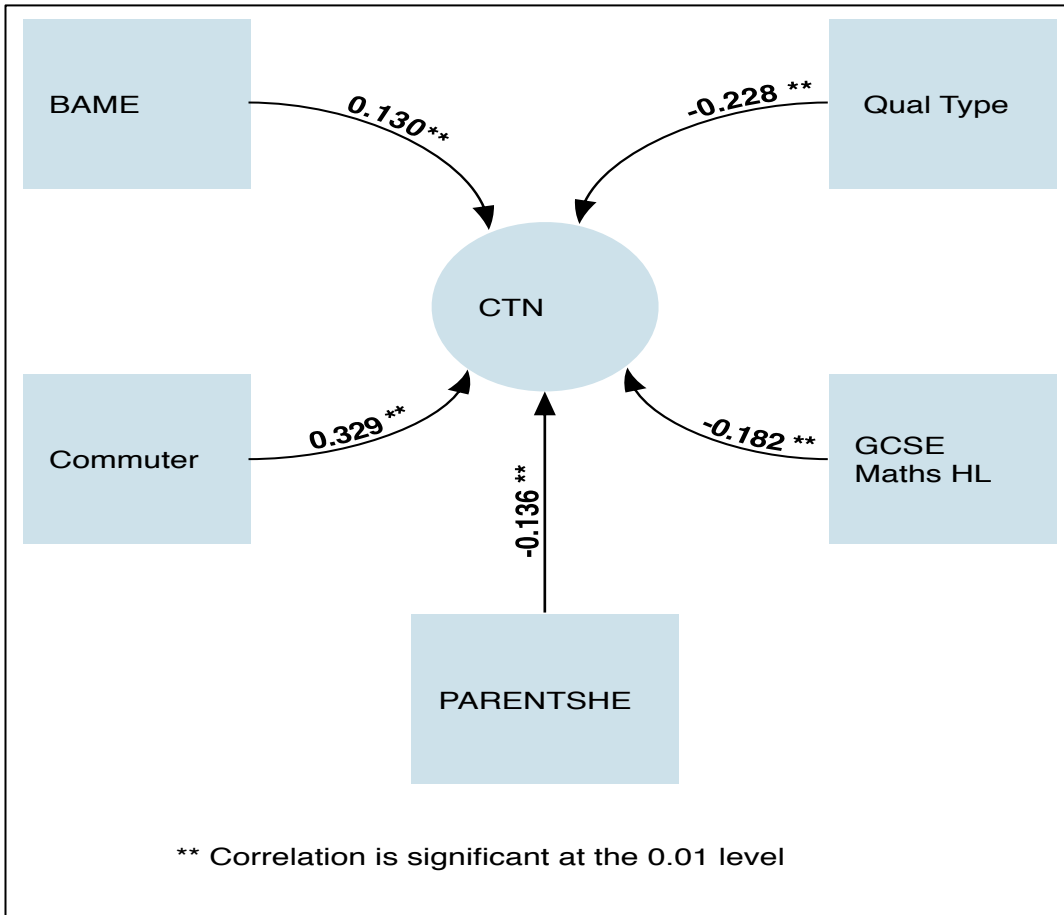 BAME
0.130**
-0.228 **
Qual Type
CTN
Commuter
0.329 **
-0.182 **
GCSE
Maths HL
-0.136 **
PARENTSHE
** Correlation is significant at the 0.01 level